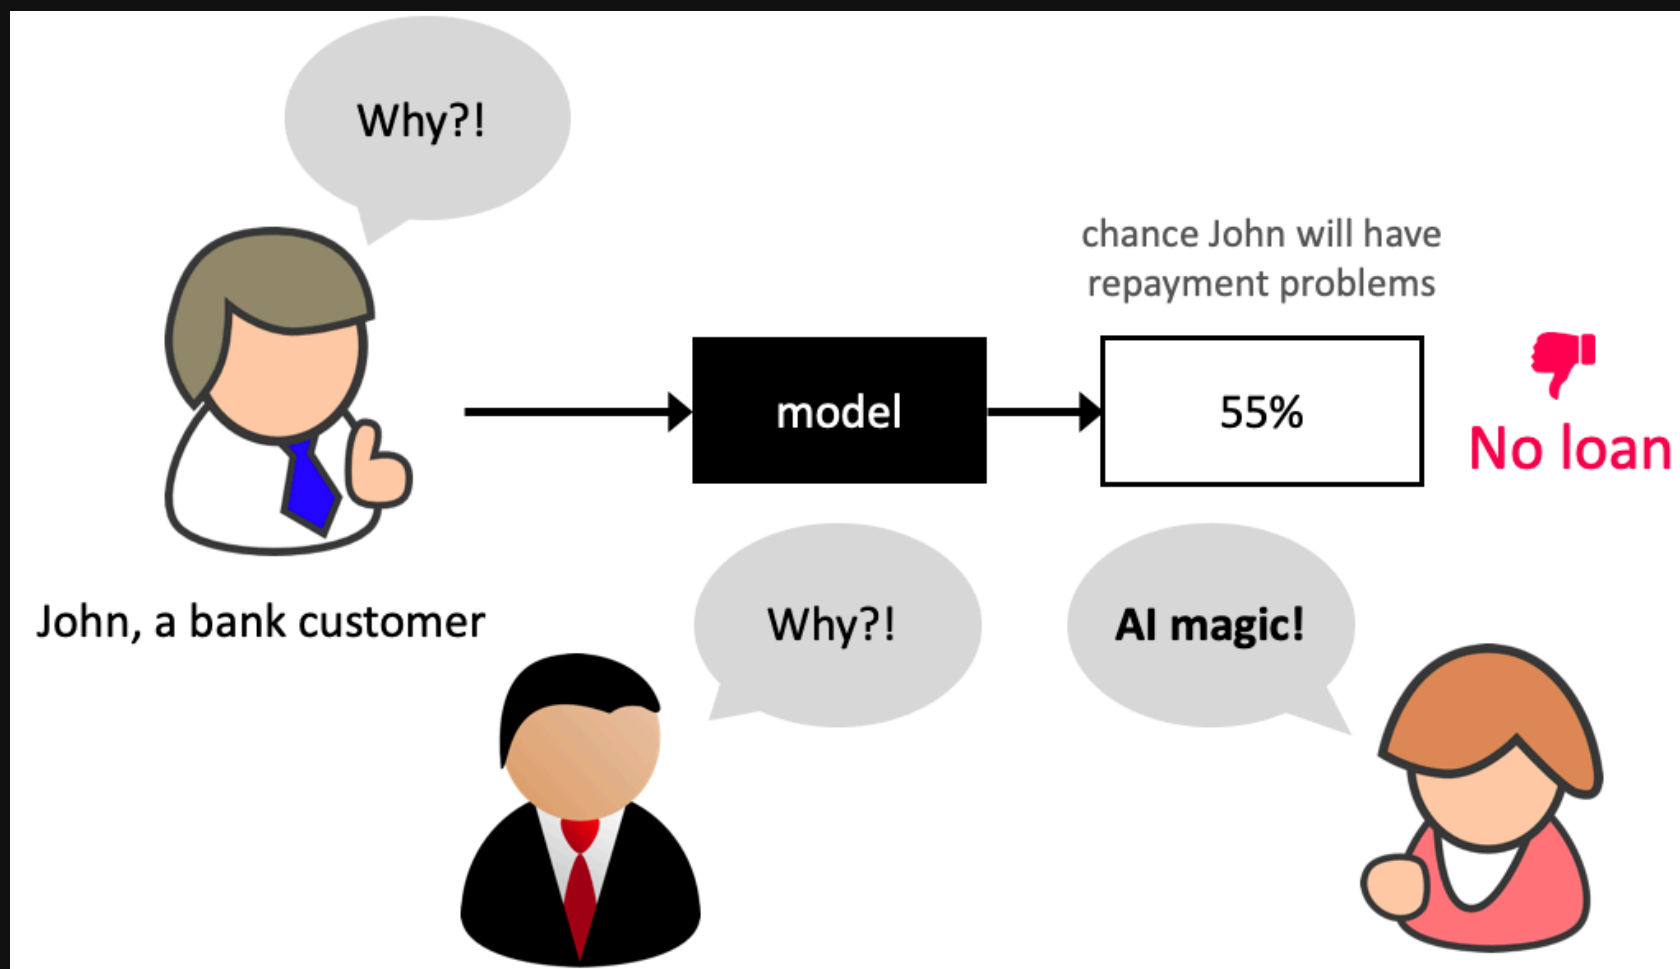 Why?!
chance John will have
repayment problems
model
55%
No loan
John, a bank customer
Why?!
AI magic!